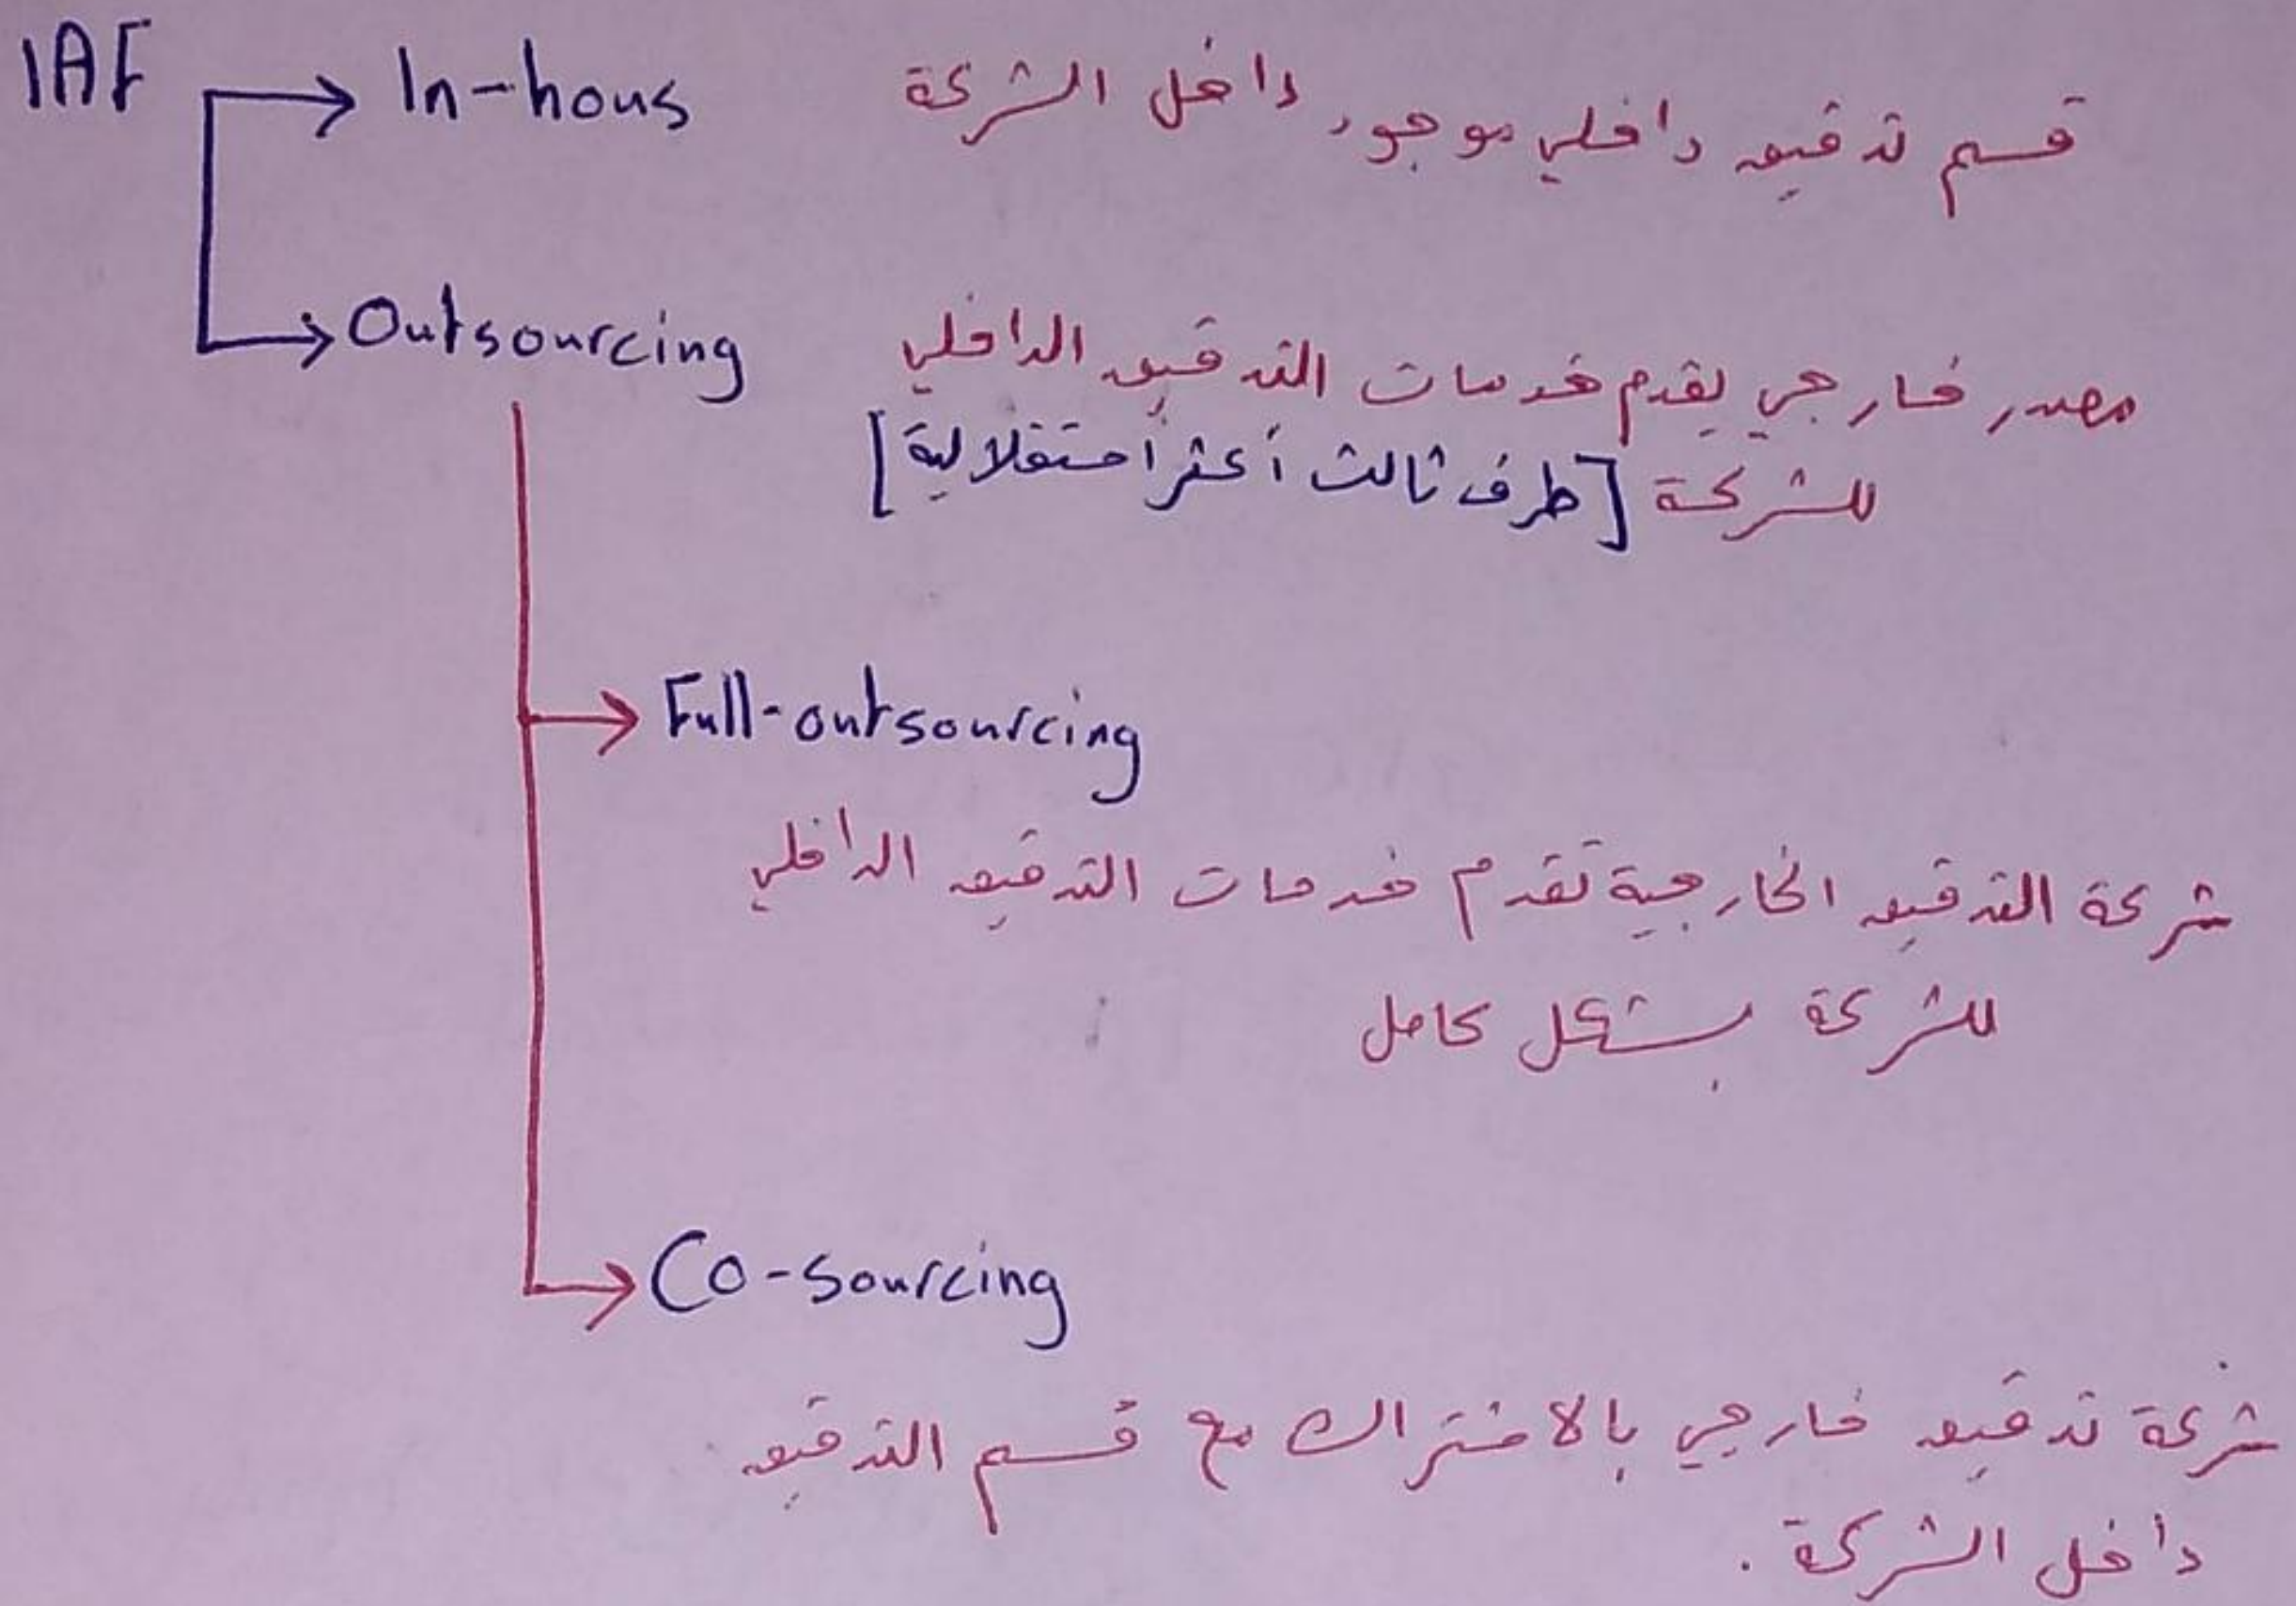 IAF
In-hous
قسم تدقيق داخلي موجود داخل الشركة
Outsourcing
مصدر خارجي يقدم خدمات التدقيق الداخلي
للشركة [طرف ثالث أكثر استقلالية]
Full-outsourcing
شركة التدقيق الخارجية تقدم خدمات التدقيق الداخلي
للشركة بشكل كامل
Co-sourcing
شركة تدقيق خارجي بالاشتراك مع قسم التدقيق
داخل الشركة .